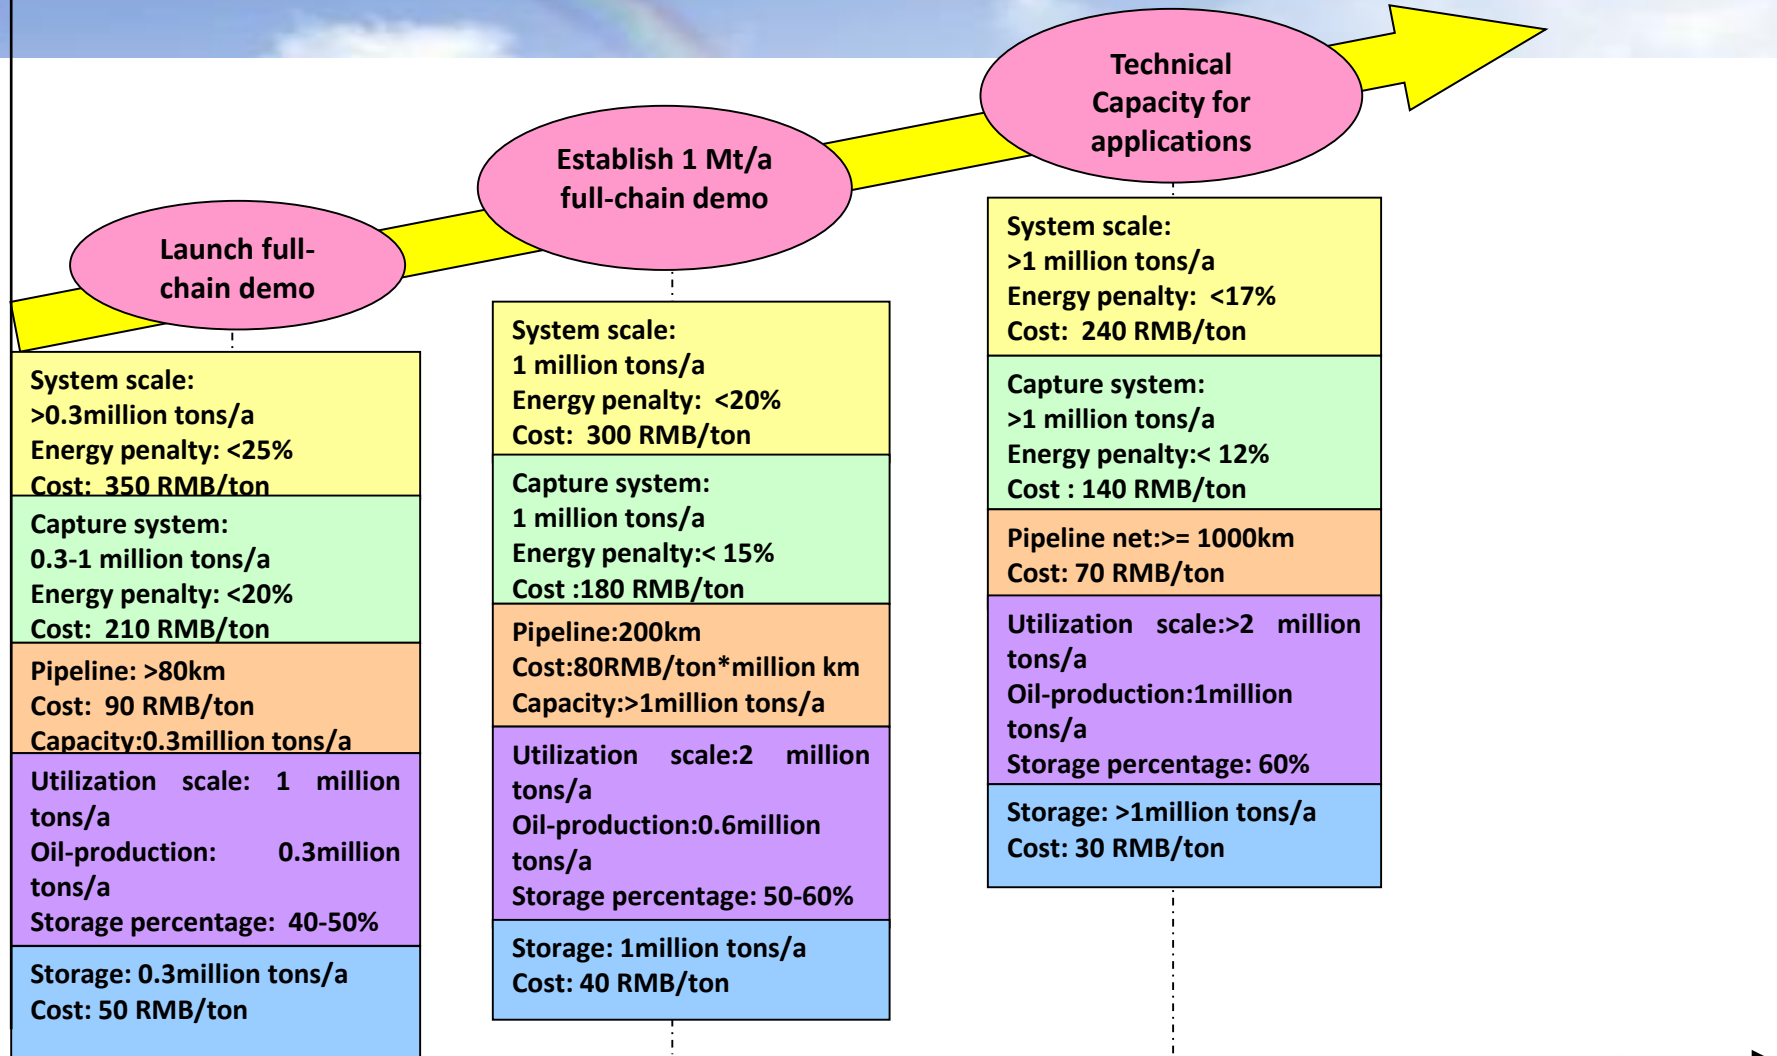 Technical
Capacity for
applications
Establish 1 Mt/a
full-chain demo
Launch full-
chain demo
System scale:
>0.3million tons/a
Energy penalty: <25%
Cost:  350 RMB/ton
Capture system:
0.3-1 million tons/a
Energy penalty: <20%
Cost:  210 RMB/ton
Pipeline: >80km
Cost:  90 RMB/ton
Capacity:0.3million tons/a
Utilization scale: 1 million
tons/a
Oil-production: 0.3million
tons/a
Storage percentage:  40-50%
Storage: 0.3million tons/a
Cost: 50 RMB/ton
System scale:
1 million tons/a
Energy penalty:  <20%
Cost:  300 RMB/ton
Capture system:
1 million tons/a
Energy penalty:< 15%
Cost :180 RMB/ton
Pipeline:200km
Cost:80RMB/ton*million km
Capacity:>1million tons/a
Utilization scale:2 million
tons/a
Oil-production:0.6million
tons/a
Storage percentage: 50-60%
Storage: 1million tons/a
Cost: 40 RMB/ton
System scale:
>1 million tons/a
Energy penalty:  <17%
Cost:  240 RMB/ton
Capture system:
>1 million tons/a
Energy penalty:< 12%
Cost : 140 RMB/ton
Pipeline net:>= 1000km
Cost: 70 RMB/ton
Utilization scale:>2 million
tons/a
Oil-production:1million
tons/a
Storage percentage: 60%
Storage: >1million tons/a
Cost: 30 RMB/ton